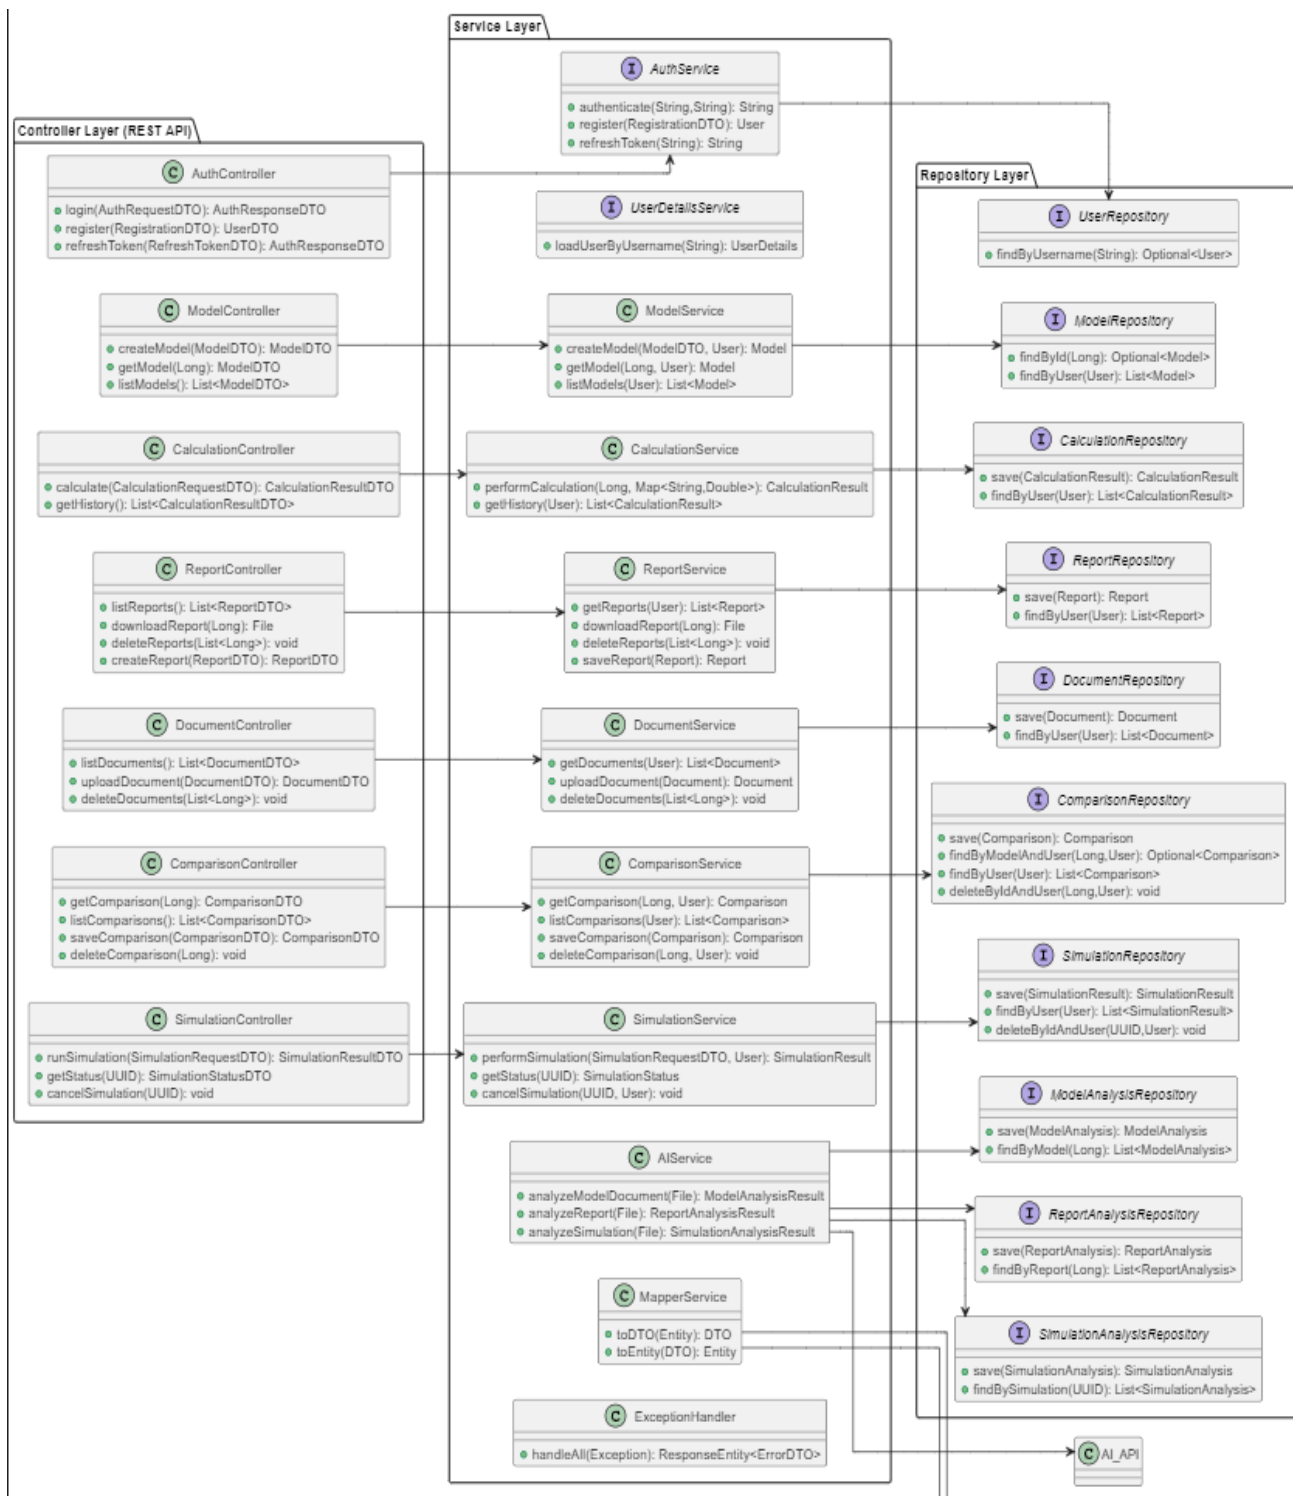 Controller Layer (REST API)
C AuthController
login(AuthRequestDTO): AuthResponseDTO
register(RegistrationDTO): UserDTO
refreshToken(RefreshTokenDTO): AuthResponseDTO
C ModelController
createModel(ModelDTO): ModelDTO
getModel(Long): ModelDTO
listModels(): List<ModelDTO>
C CalculationController
calculate(CalculationRequestDTO): CalculationResultDTO
getHistory(): List<CalculationResultDTO>
C ReportController
listReports(): List<ReportDTO>
downloadReport(Long): File
deleteReports(List<Long>): void
createReport(ReportDTO): ReportDTO
C DocumentController
listDocuments(): List<DocumentDTO>
uploadDocument(DocumentDTO): DocumentDTO
deleteDocuments(List<Long>): void
C ComparisonController
getComparison(Long): ComparisonDTO
listComparisons(): List<ComparisonDTO>
saveComparison(ComparisonDTO): ComparisonDTO
deleteComparison(Long): void
C SimulationController
runSimulation(SimulationRequestDTO): SimulationResultDTO
getStatus(UUID): SimulationStatusDTO
cancelSimulation(UUID): void
Service Layer
I AuthService
authenticate(String,String): String
register(RegistrationDTO): User
refreshToken(String): String
I UserDetailsService
loadUserByUsername(String): UserDetails
C ModelService
createModel(ModelDTO, User): Model
getModel(Long, User): Model
listModels(User): List<Model>
C CalculationService
performCalculation(Long, Map<String,Double>): CalculationResult
getHistory(User): List<CalculationResult>
C ReportService
getReports(User): List<Report>
downloadReport(Long): File
deleteReports(List<Long>): void
saveReport(Report): Report
C DocumentService
getDocuments(User): List<Document>
uploadDocument(Document): Document
deleteDocuments(List<Long>): void
C ComparisonService
getComparison(Long, User): Comparison
listComparisons(User): List<Comparison>
saveComparison(Comparison): Comparison
deleteComparison(Long, User): void
C SimulationService
performSimulation(SimulationRequestDTO, User): SimulationResult
getStatus(UUID): SimulationStatus
cancelSimulation(UUID, User): void
C AIService
analyzeModelDocument(File): ModelAnalysisResult
analyzeReport(File): ReportAnalysisResult
analyzeSimulation(File): SimulationAnalysisResult
C MapperService
toDTO(Entity): DTO
toEntity(DTO): Entity
C ExceptionHandler
handleAll(Exception): ResponseEntity<ErrorDTO>
Repository Layer
I UserRepository
findByUsername(String): Optional<User>
I ModelRepository
findById(Long): Optional<Model>
findByUser(User): List<Model>
I CalculationRepository
save(CalculationResult): CalculationResult
findByUser(User): List<CalculationResult>
I ReportRepository
save(Report): Report
findByUser(User): List<Report>
I DocumentRepository
save(Document): Document
findByUser(User): List<Document>
I ComparisonRepository
save(Comparison): Comparison
findByModelAndUser(Long,User): Optional<Comparison>
findByUser(User): List<Comparison>
deleteByIdAndUser(Long,User): void
I SimulationRepository
save(SimulationResult): SimulationResult
findByUser(User): List<SimulationResult>
deleteByIdAndUser(UUID,User): void
I ModelAnalysisRepository
save(ModelAnalysis): ModelAnalysis
findByModel(Long): List<ModelAnalysis>
I ReportAnalysisRepository
save(ReportAnalysis): ReportAnalysis
findByReport(Long): List<ReportAnalysis>
I SimulationAnalysisRepository
save(SimulationAnalysis): SimulationAnalysis
findBySimulation(UUID): List<SimulationAnalysis>
C AI_API